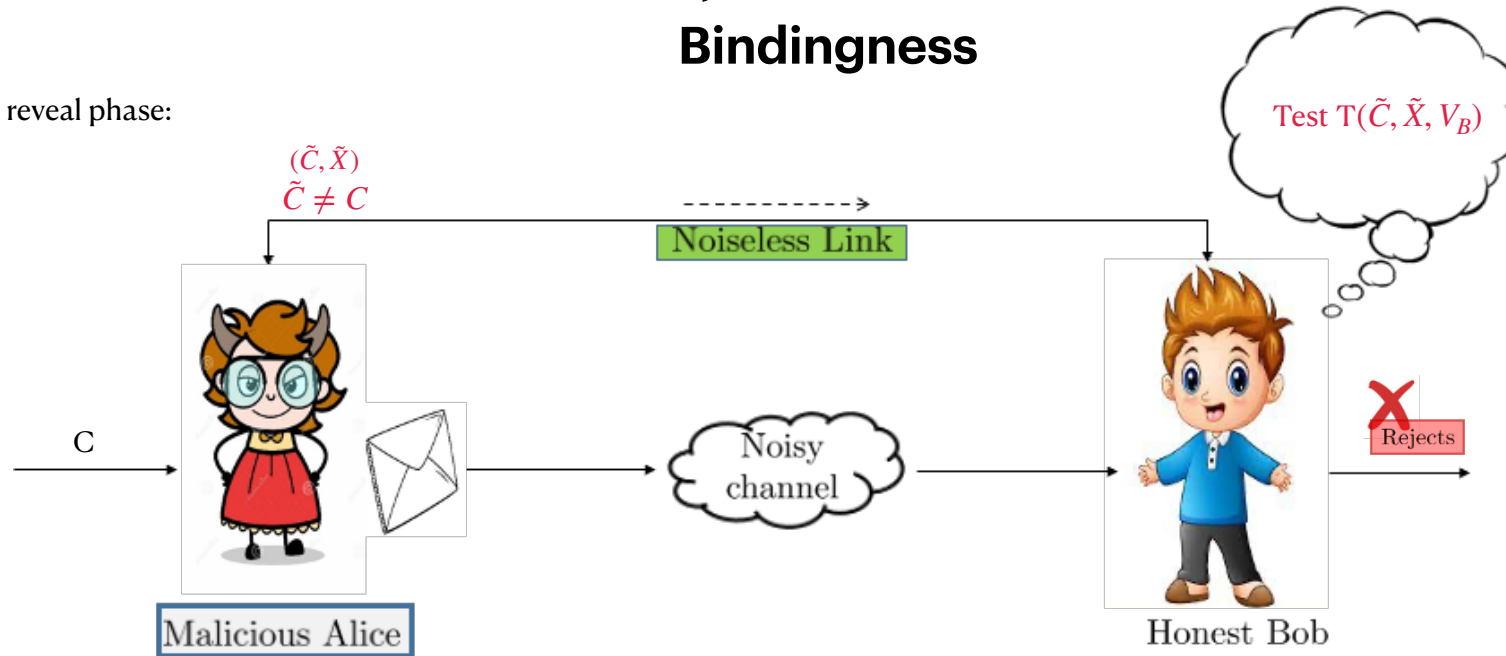 Bindingness
reveal phase:
Test T(C̃, X̃, V_B)
(C̃, X̃)
C̃ ≠ C
Noiseless Link
C
Noisy
channel
Rejects
Malicious Alice
Honest Bob